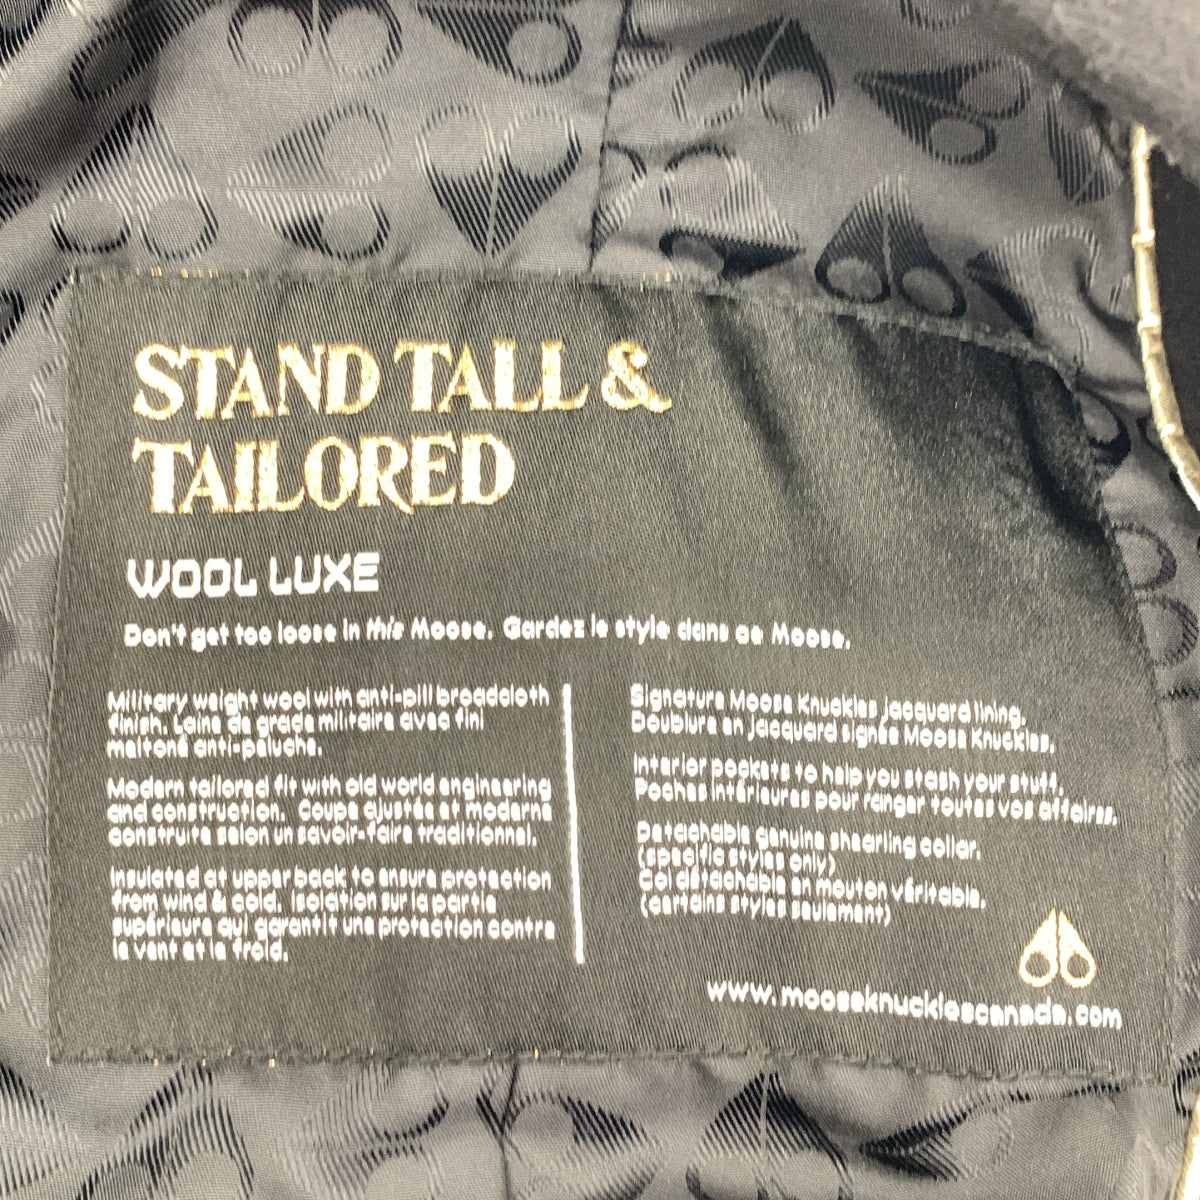 STAND TALL &
TAILORED
WOOL LUXE
Don't get too loose in this Moose. Gardez le style dans ce Moose.
Military weight wool with anti-pill broadcloth
finish. Laine de grade militaire avec fini
meltoné anti-peluche.
Modern tailored fit with old world engineering
and construction. Coupe ajustée et moderne
construite selon un savoir-faire traditionnel.
Insulated at upper back to ensure protection
from wind & cold. Isolation sur la partie
supérieure qui garantit une protection contre
le vent et le froid.
Signature Moose Knuckles jacquard lining.
Doublure en jacquard signée Moose Knuckles.
Interior pockets to help you stash your stuff.
Poches intérieures pour ranger toutes vos affaires.
Detachable genuine shearling collar.
(specific styles only)
Col détachable en mouton véritable.
(certains styles seulement)
www.mooseknucklescanada.com